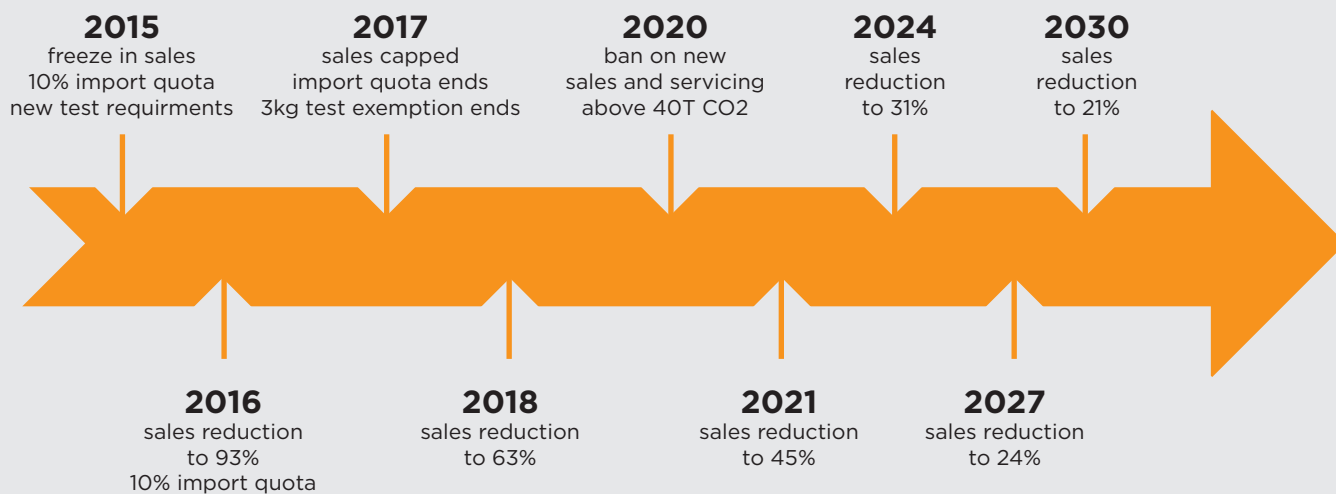 2015
freeze in sales
10% import quota
new test requirments
2017
sales capped
import quota ends
3kg test exemption ends
2020
ban on new
sales and servicing
above 40T CO2
2024
sales
reduction
to 31%
2030
sales
reduction
to 21%
2016
sales reduction
to 93%
10% import quota
2018
sales reduction
to 63%
2021
sales reduction
to 45%
2027
sales reduction
to 24%